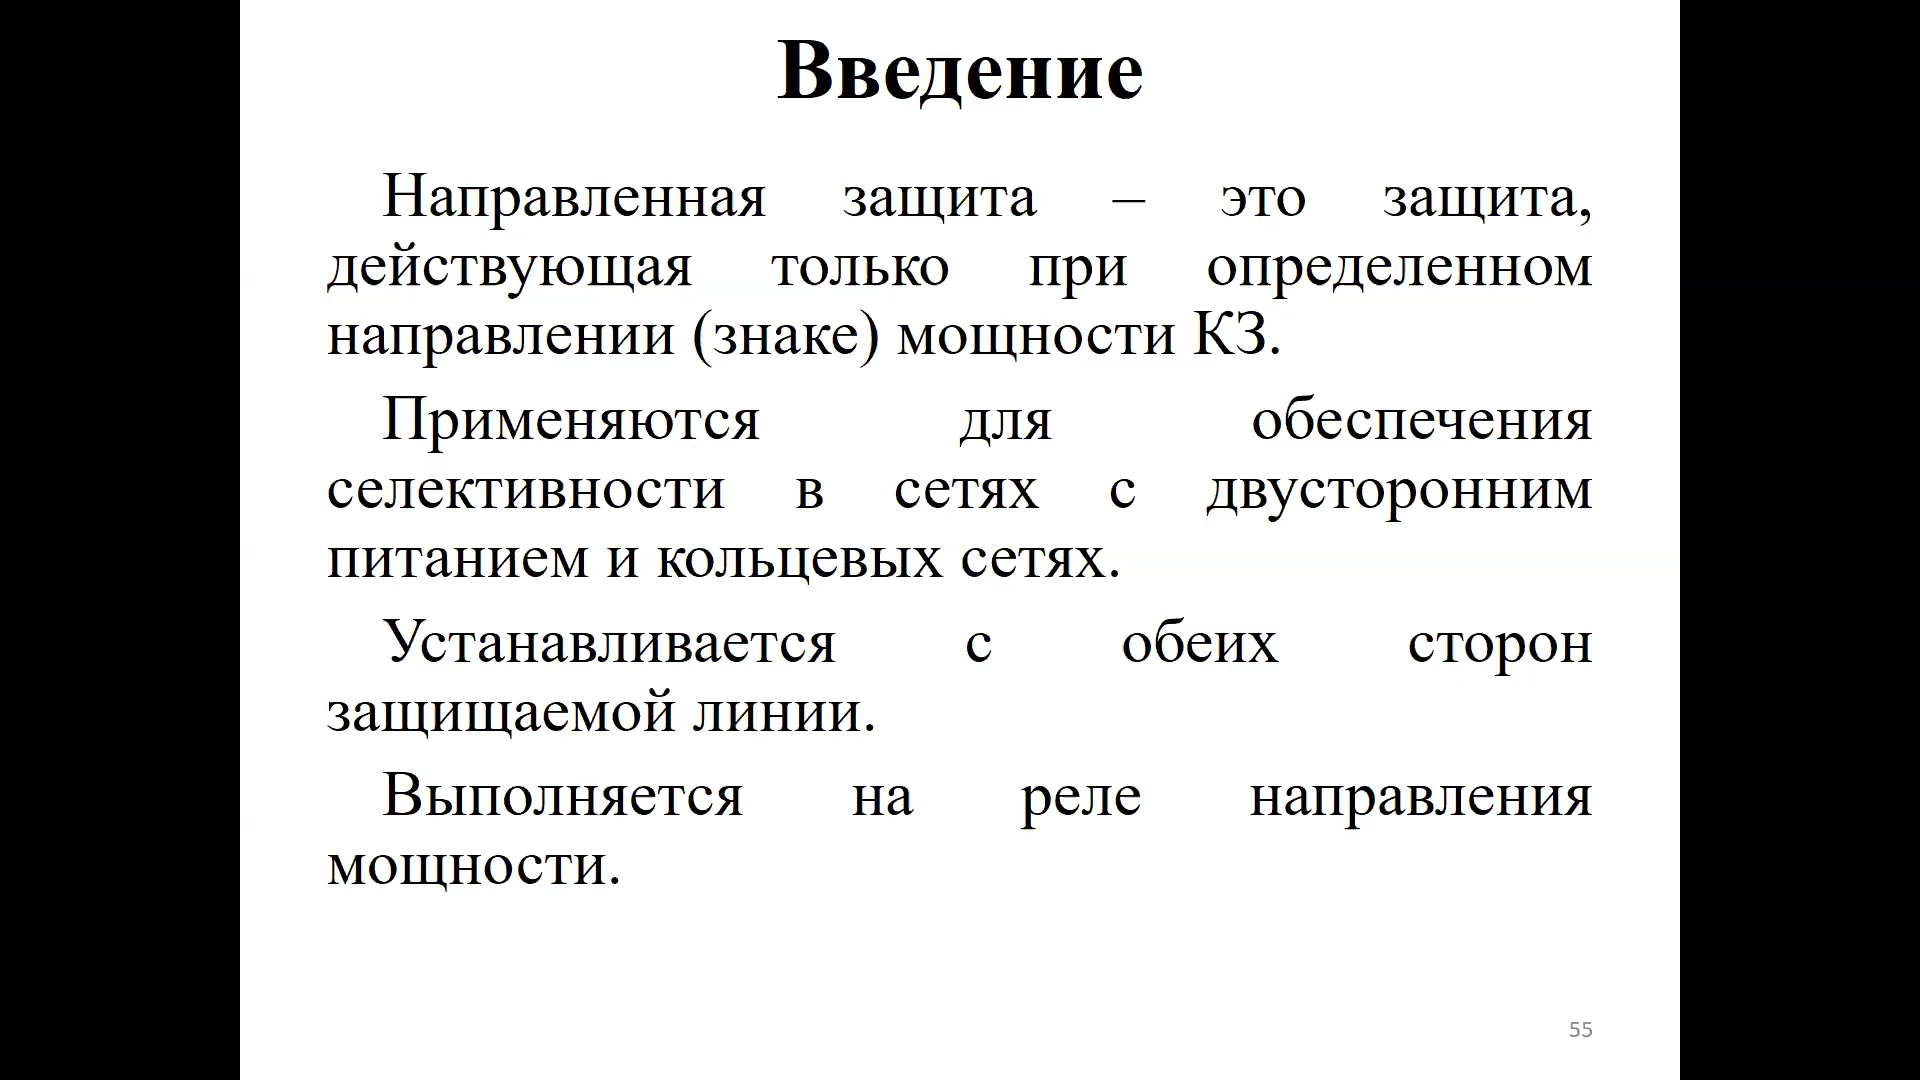 Введение
Направленная защита – это защита,
действующая только при определенном
направлении (знаке) мощности КЗ.
Применяются для обеспечения
селективности в сетях с двусторонним
питанием и кольцевых сетях.
Устанавливается с обеих сторон
защищаемой линии.
Выполняется на реле направления
мощности.
55